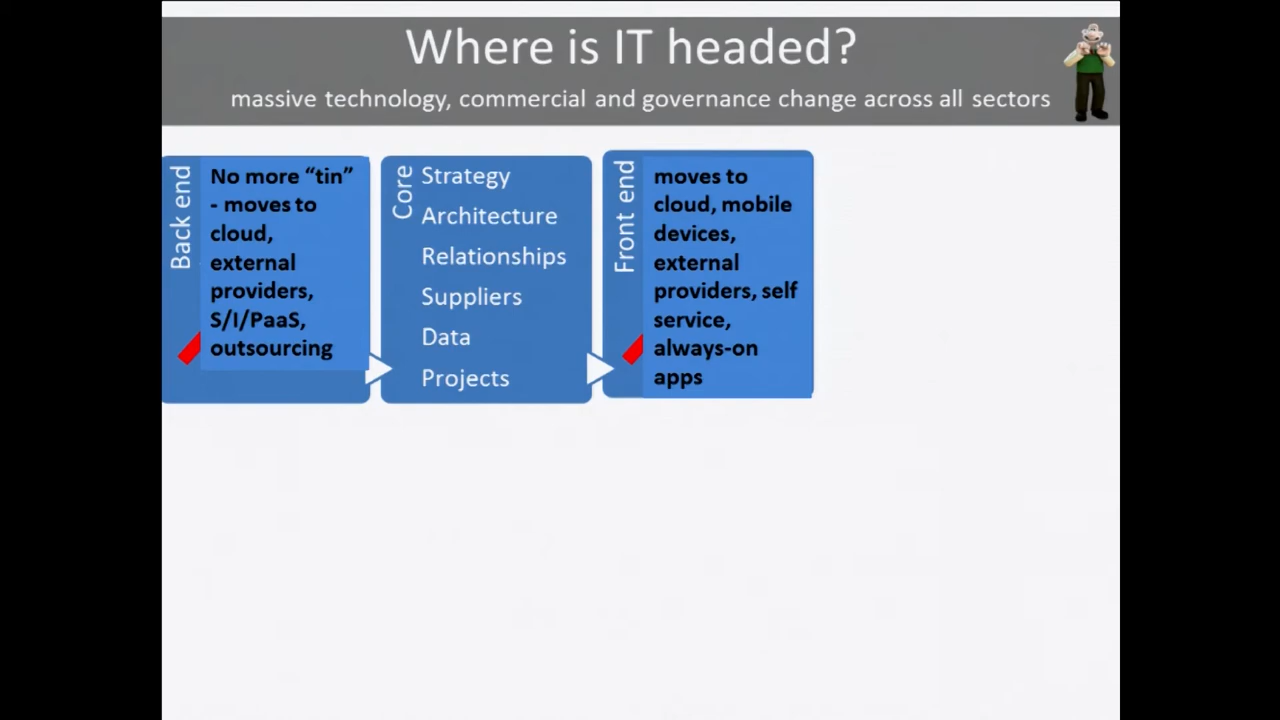 Where is IT headed?
massive technology, commercial and governance change across all sectors
Back end
No more “tin”
- moves to
cloud,
external
providers,
S/I/PaaS,
outsourcing
Core
Strategy
Architecture
Relationships
Suppliers
Data
Projects
Front end
moves to
cloud, mobile
devices,
external
providers, self
service,
always-on
apps